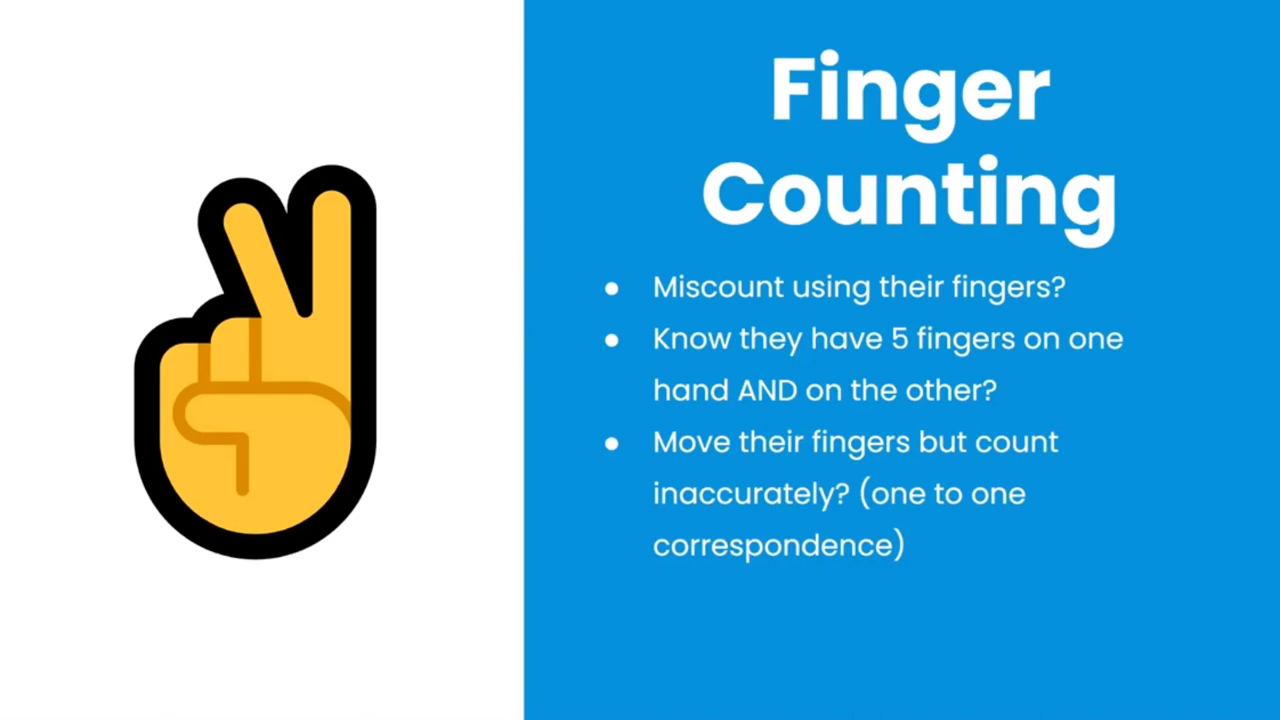 Finger
Counting
● Miscount using their fingers?
● Know they have 5 fingers on one
hand AND on the other?
● Move their fingers but count
inaccurately? (one to one
correspondence)